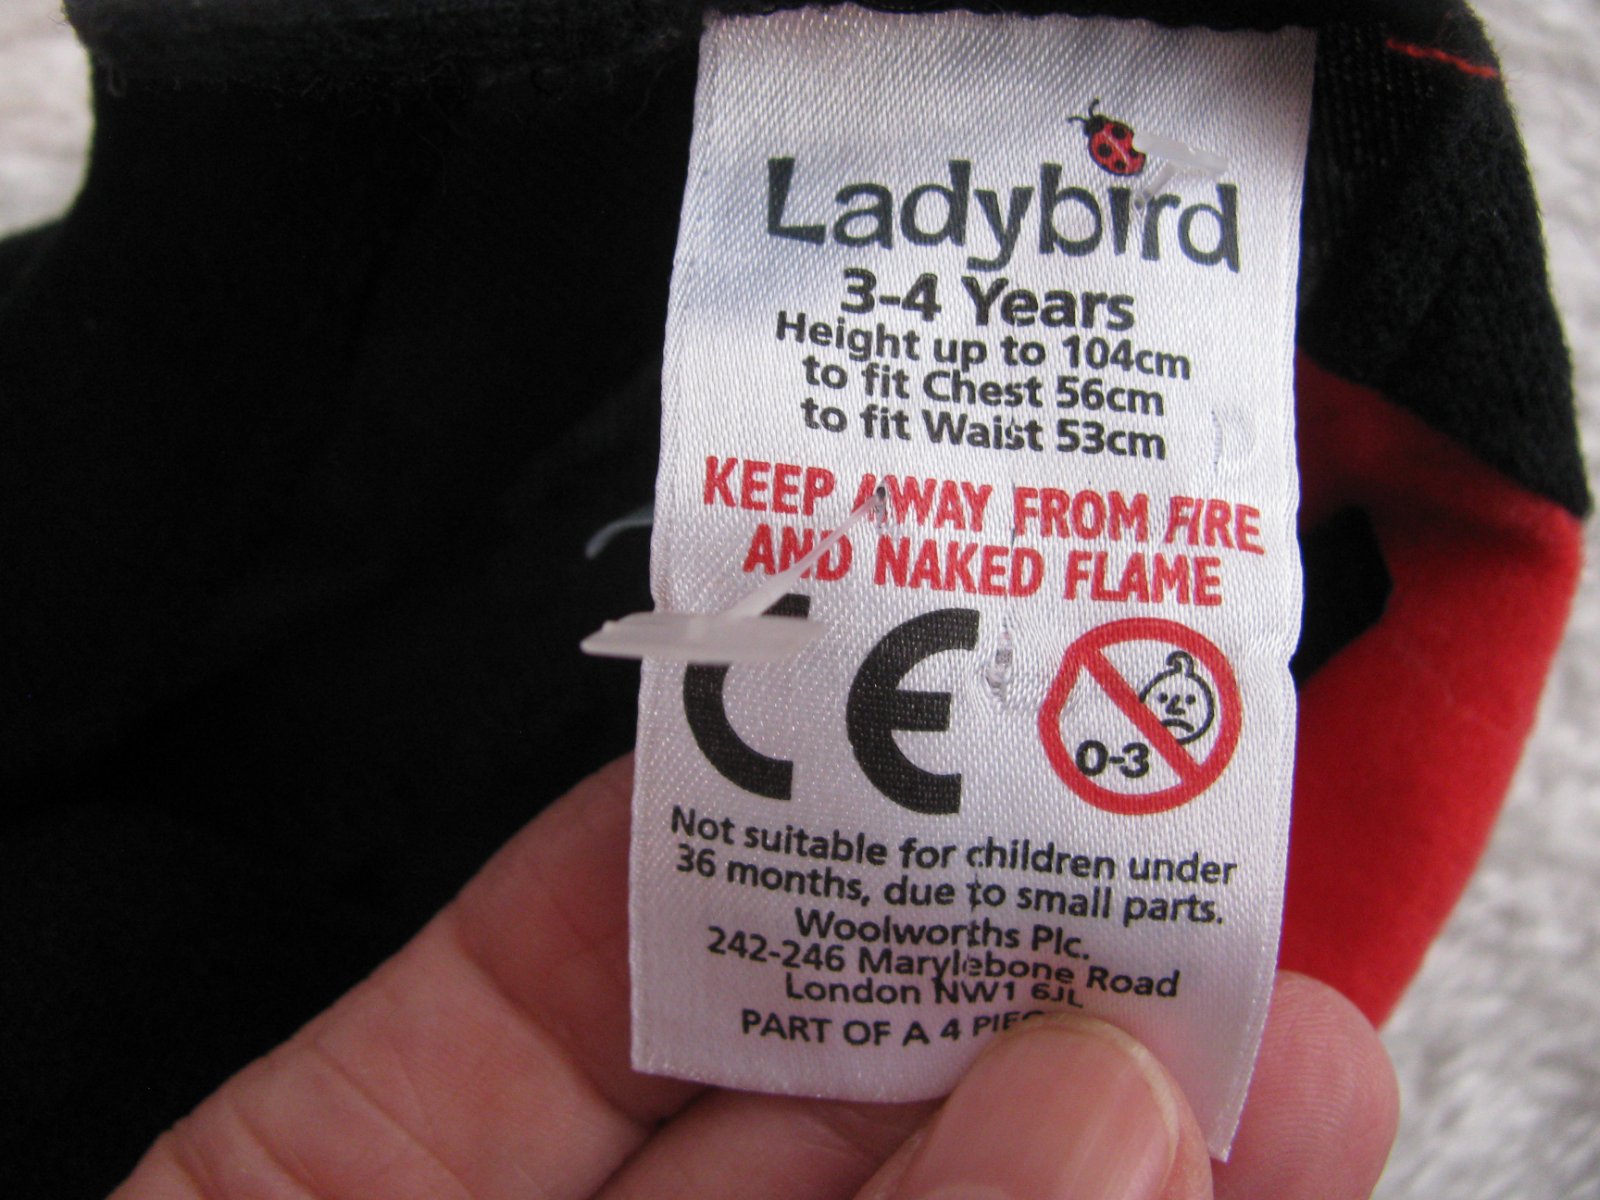 Ladybird
3-4 Years
Height up to 104cm
to fit Chest 56cm
to fit Waist 53cm
KEEP AWAY FROM FIRE
AND NAKED FLAME
CE
0-3
Not suitable for children under
36 months, due to small parts.
Woolworths Plc.
242-246 Marylebone Road
London NW1 6JL
PART OF A 4